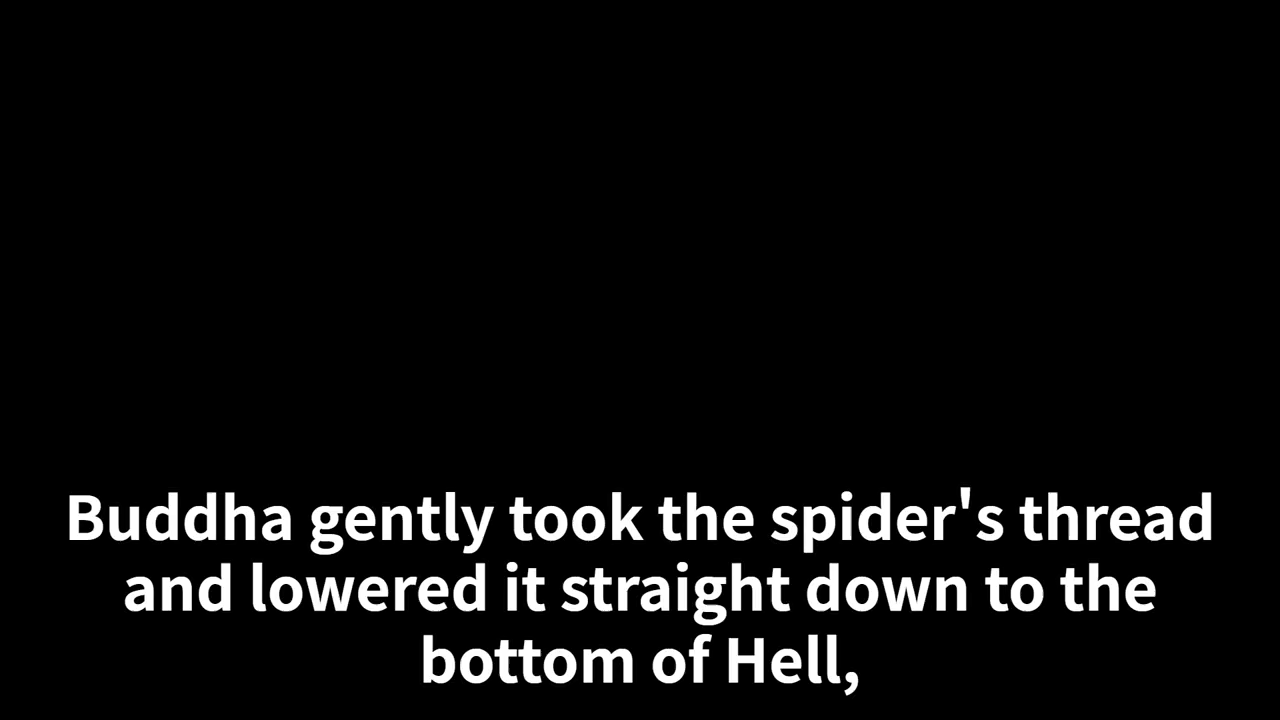 Buddha gently took the spider's thread
and lowered it straight down to the
bottom of Hell,